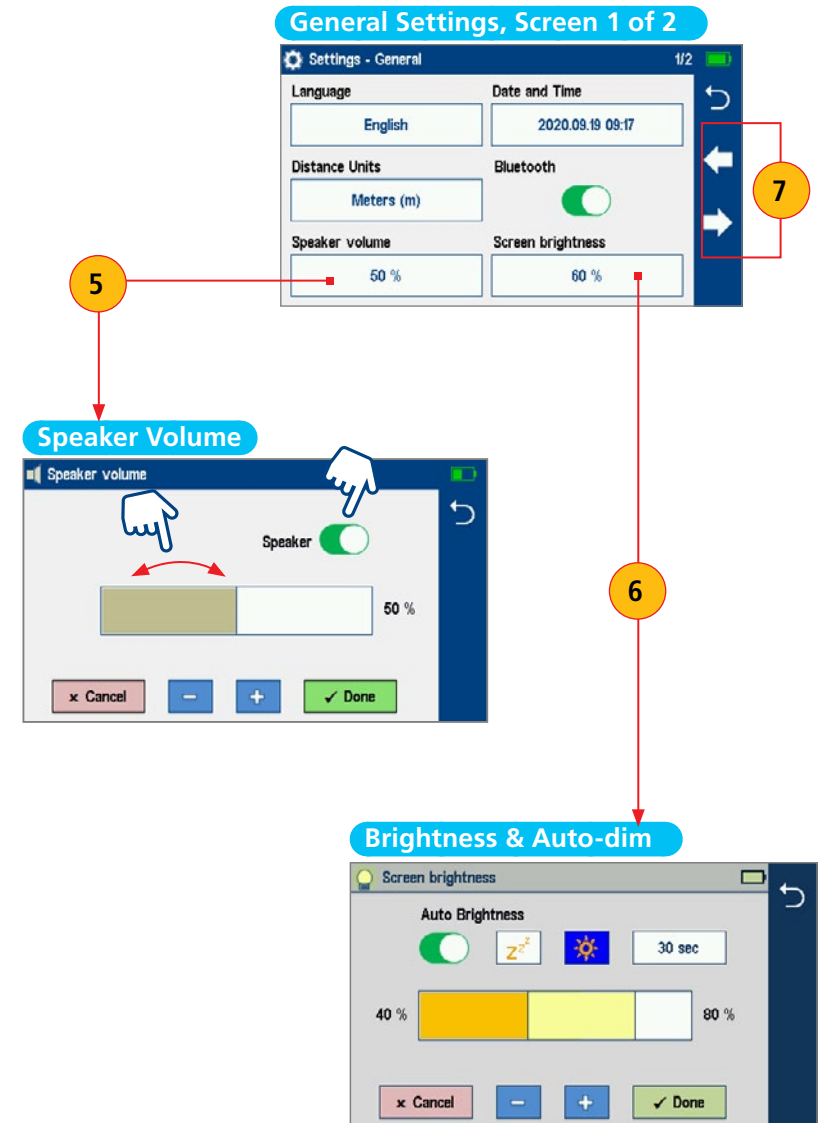 General Settings, Screen 1 of 2
Settings - General 1/2
Language Date and Time
English 2020.09.19 09:17
Distance Units Bluetooth
Meters (m)
7
Speaker volume Screen brightness
50 % 60 %
5
Speaker Volume
Speaker volume
Speaker
50 %
6
× Cancel − + ✓ Done
Brightness & Auto-dim
Screen brightness
Auto Brightness
zzz 30 sec
40 % 80 %
× Cancel − + ✓ Done